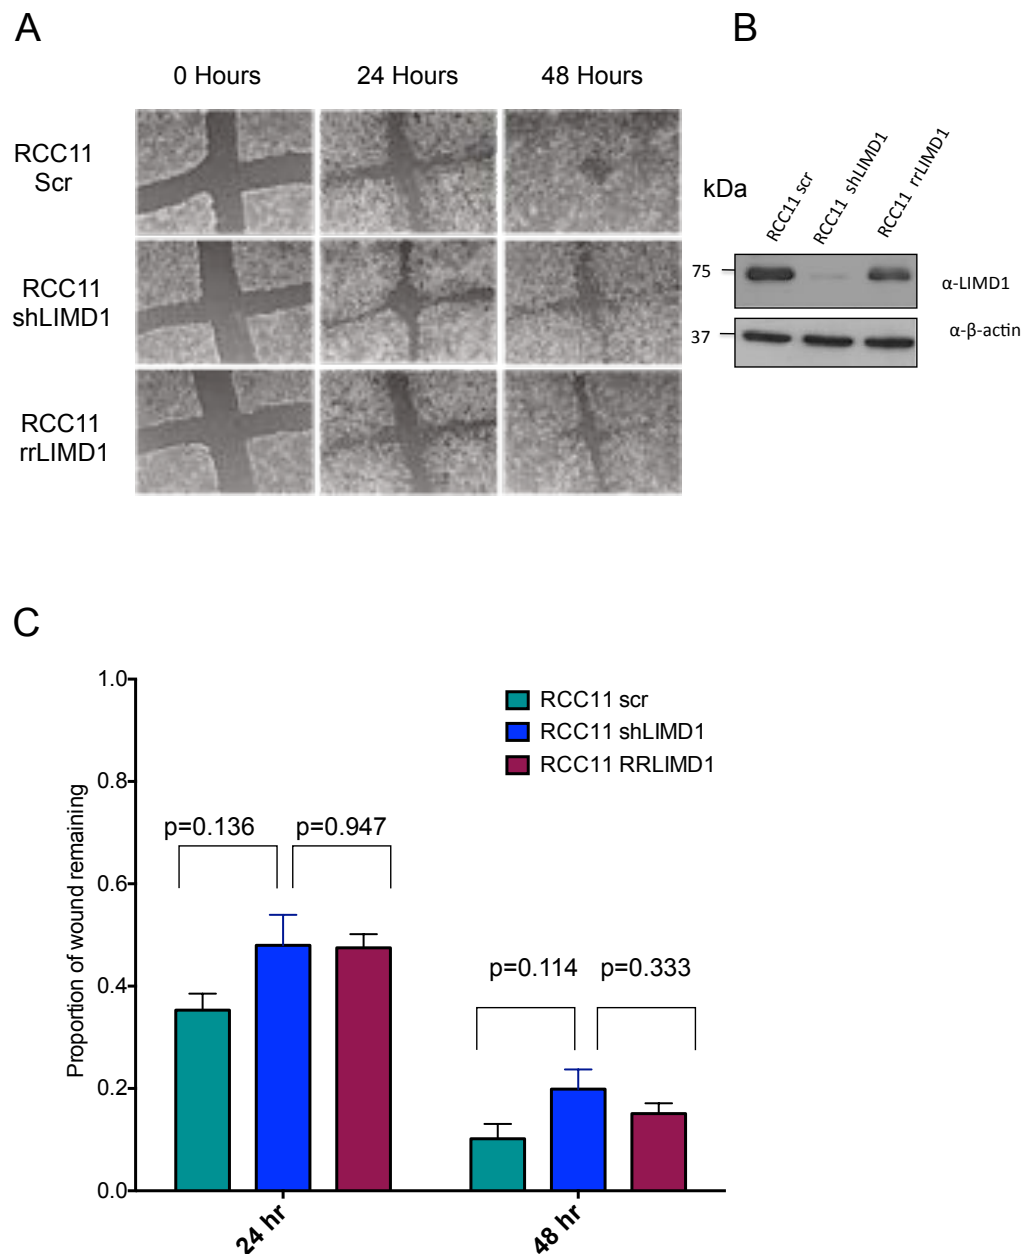 A
B
0 Hours
24 Hours
48 Hours
RCC11
Scr
RCC11
shLIMD1
RCC11
rrLIMD1
kDa
RCC11 scr
RCC11 shLIMD1
RCC11 rrLIMD1
75
α-LIMD1
37
α-β-actin
C
Proportion of wound remaining
1.0
0.8
0.6
0.4
0.2
0.0
RCC11 scr
RCC11 shLIMD1
RCC11 RRLIMD1
p=0.136
p=0.947
p=0.114
p=0.333
24 hr
48 hr